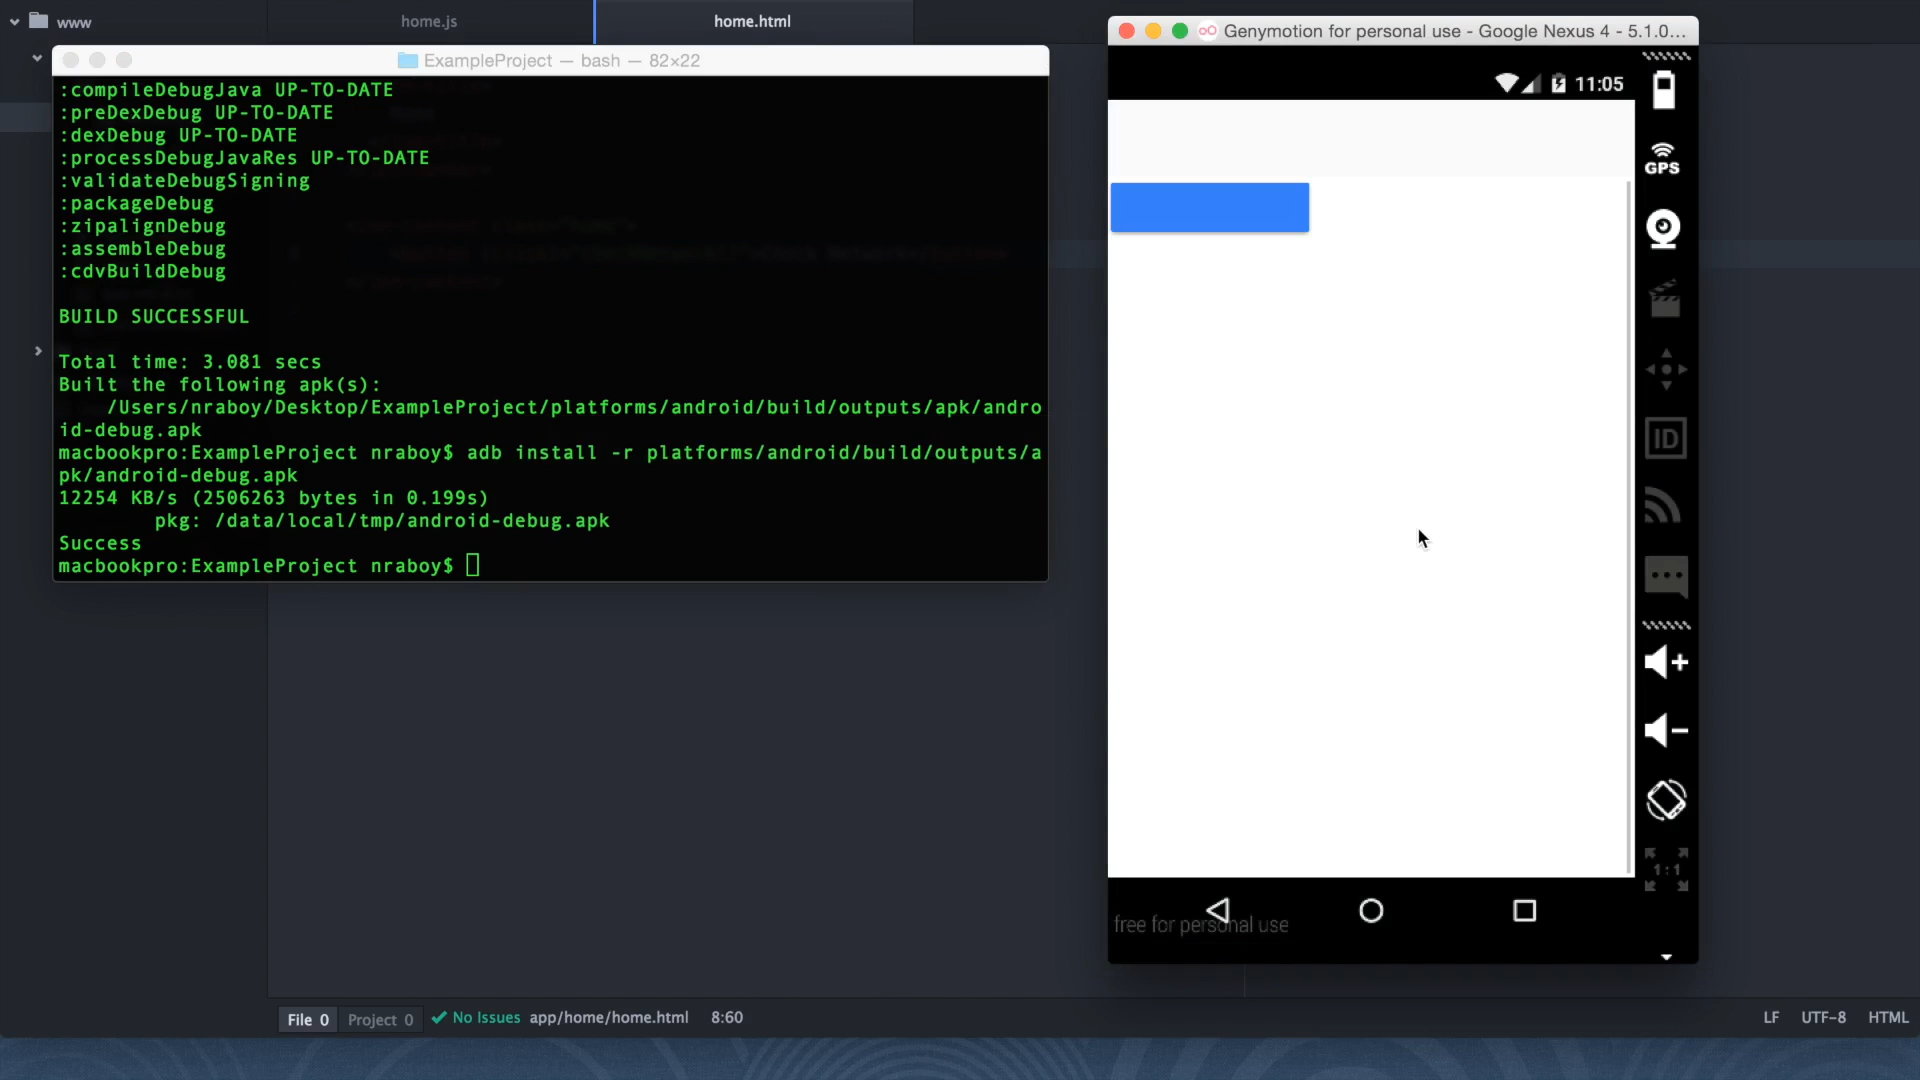 www
home.js
home.html
ExampleProject — bash — 82×22
:compileDebugJava UP-TO-DATE
:preDexDebug UP-TO-DATE
:dexDebug UP-TO-DATE
:processDebugJavaRes UP-TO-DATE
:validateDebugSigning
:packageDebug
:zipalignDebug
:assembleDebug
:cdvBuildDebug
BUILD SUCCESSFUL
Total time: 3.081 secs
Built the following apk(s):
/Users/nraboy/Desktop/ExampleProject/platforms/android/build/outputs/apk/andro
id-debug.apk
macbookpro:ExampleProject nraboy$ adb install -r platforms/android/build/outputs/a
pk/android-debug.apk
12254 KB/s (2506263 bytes in 0.199s)
pkg: /data/local/tmp/android-debug.apk
Success
macbookpro:ExampleProject nraboy$
Genymotion for personal use - Google Nexus 4 - 5.1.0...
11:05
GPS
ID
1:1
free for personal use
File 0
Project 0
No Issues
app/home/home.html
8:60
LF
UTF-8
HTML